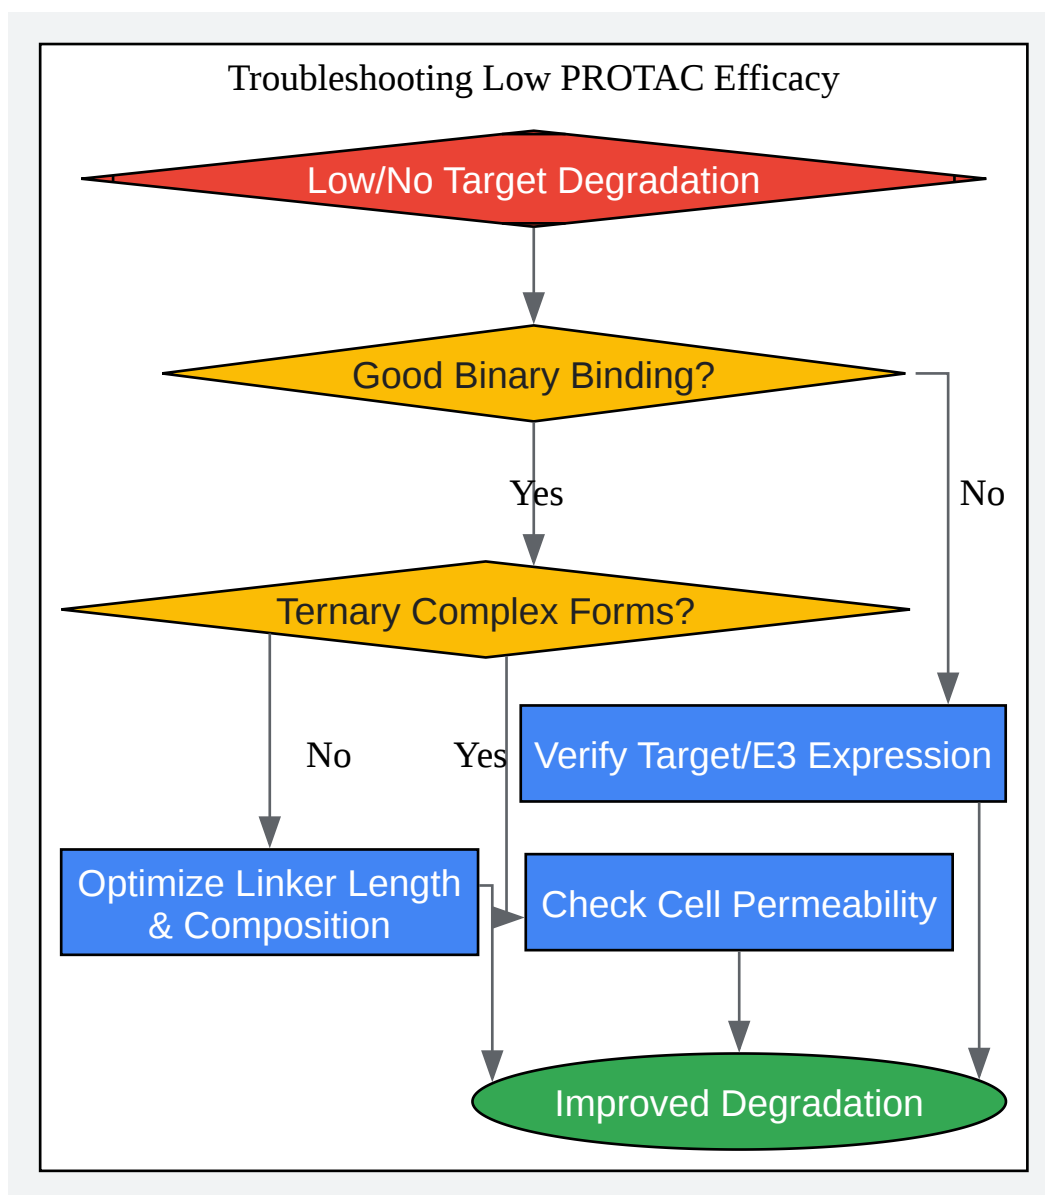 Troubleshooting Low PROTAC Efficacy
Low/No Target Degradation
Good Binary Binding?
Yes
No
Ternary Complex Forms?
No
Yes
Verify Target/E3 Expression
Optimize Linker Length
& Composition
Check Cell Permeability
Improved Degradation